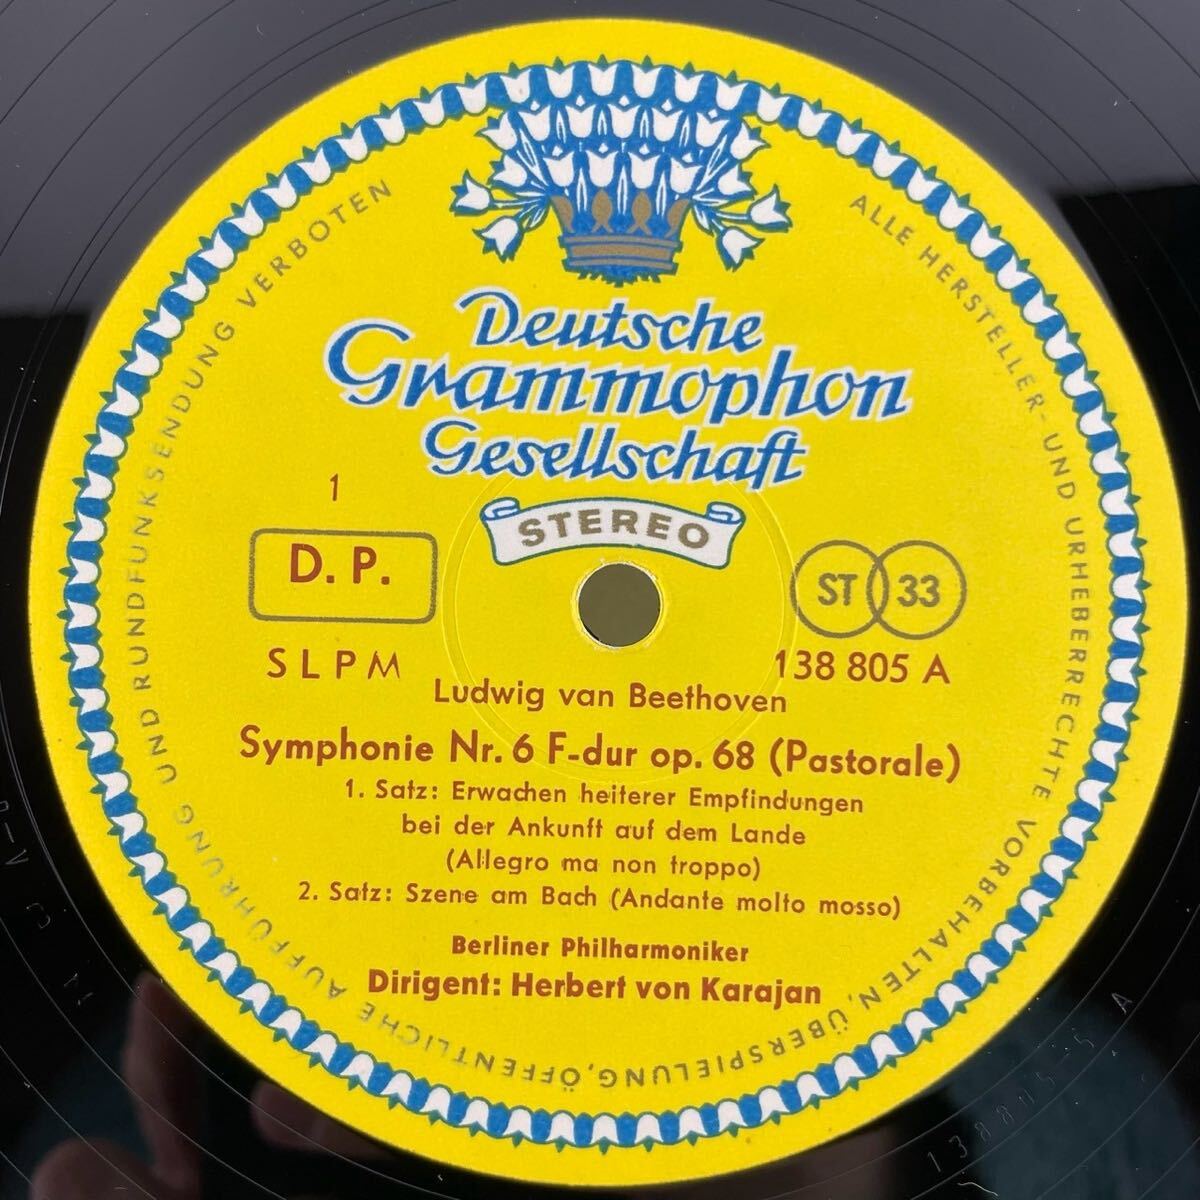 ALLE HERSTELLER- UND URHEBERRECHTE VORBEHALTEN, ÜBERSPIELUNG, ÖFFENTLICHE AUFFÜHRUNG UND RUNDFUNKSENDUNG VERBOTEN
Deutsche
Grammophon
Gesellschaft
STEREO
1
D. P.
ST 33
SLPM
138 805 A
Ludwig van Beethoven
Symphonie Nr. 6 F-dur op. 68 (Pastorale)
1. Satz: Erwachen heiterer Empfindungen
bei der Ankunft auf dem Lande
(Allegro ma non troppo)
2. Satz: Szene am Bach (Andante molto mosso)
Berliner Philharmoniker
Dirigent: Herbert von Karajan